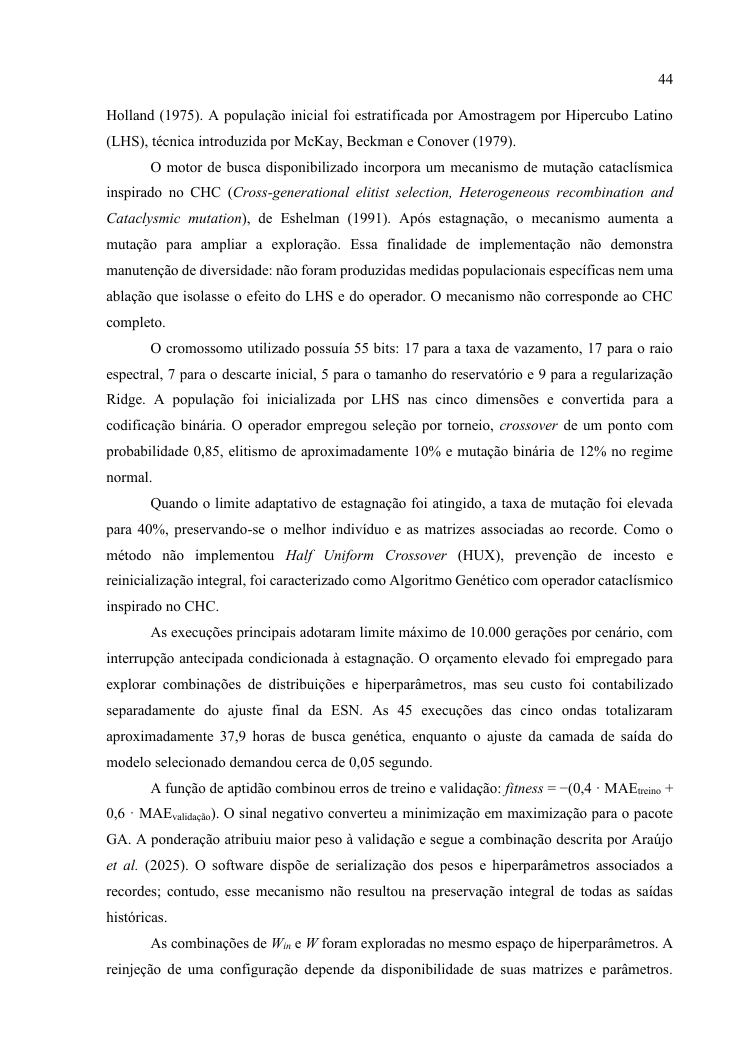 44
Holland (1975). A população inicial foi estratificada por Amostragem por Hipercubo Latino
(LHS), técnica introduzida por McKay, Beckman e Conover (1979).
O motor de busca disponibilizado incorpora um mecanismo de mutação cataclísmica
inspirado no CHC (Cross-generational elitist selection, Heterogeneous recombination and
Cataclysmic mutation), de Eshelman (1991). Após estagnação, o mecanismo aumenta a
mutação para ampliar a exploração. Essa finalidade de implementação não demonstra
manutenção de diversidade: não foram produzidas medidas populacionais específicas nem uma
ablação que isolasse o efeito do LHS e do operador. O mecanismo não corresponde ao CHC
completo.
O cromossomo utilizado possuía 55 bits: 17 para a taxa de vazamento, 17 para o raio
espectral, 7 para o descarte inicial, 5 para o tamanho do reservatório e 9 para a regularização
Ridge. A população foi inicializada por LHS nas cinco dimensões e convertida para a
codificação binária. O operador empregou seleção por torneio, crossover de um ponto com
probabilidade 0,85, elitismo de aproximadamente 10% e mutação binária de 12% no regime
normal.
Quando o limite adaptativo de estagnação foi atingido, a taxa de mutação foi elevada
para 40%, preservando-se o melhor indivíduo e as matrizes associadas ao recorde. Como o
método não implementou Half Uniform Crossover (HUX), prevenção de incesto e
reinicialização integral, foi caracterizado como Algoritmo Genético com operador cataclísmico
inspirado no CHC.
As execuções principais adotaram limite máximo de 10.000 gerações por cenário, com
interrupção antecipada condicionada à estagnação. O orçamento elevado foi empregado para
explorar combinações de distribuições e hiperparâmetros, mas seu custo foi contabilizado
separadamente do ajuste final da ESN. As 45 execuções das cinco ondas totalizaram
aproximadamente 37,9 horas de busca genética, enquanto o ajuste da camada de saída do
modelo selecionado demandou cerca de 0,05 segundo.
A função de aptidão combinou erros de treino e validação: fitness = −(0,4 · MAEtreino +
0,6 · MAEvalidação). O sinal negativo converteu a minimização em maximização para o pacote
GA. A ponderação atribuiu maior peso à validação e segue a combinação descrita por Araújo
et al. (2025). O software dispõe de serialização dos pesos e hiperparâmetros associados a
recordes; contudo, esse mecanismo não resultou na preservação integral de todas as saídas
históricas.
As combinações de Win e W foram exploradas no mesmo espaço de hiperparâmetros. A
reinjeção de uma configuração depende da disponibilidade de suas matrizes e parâmetros.